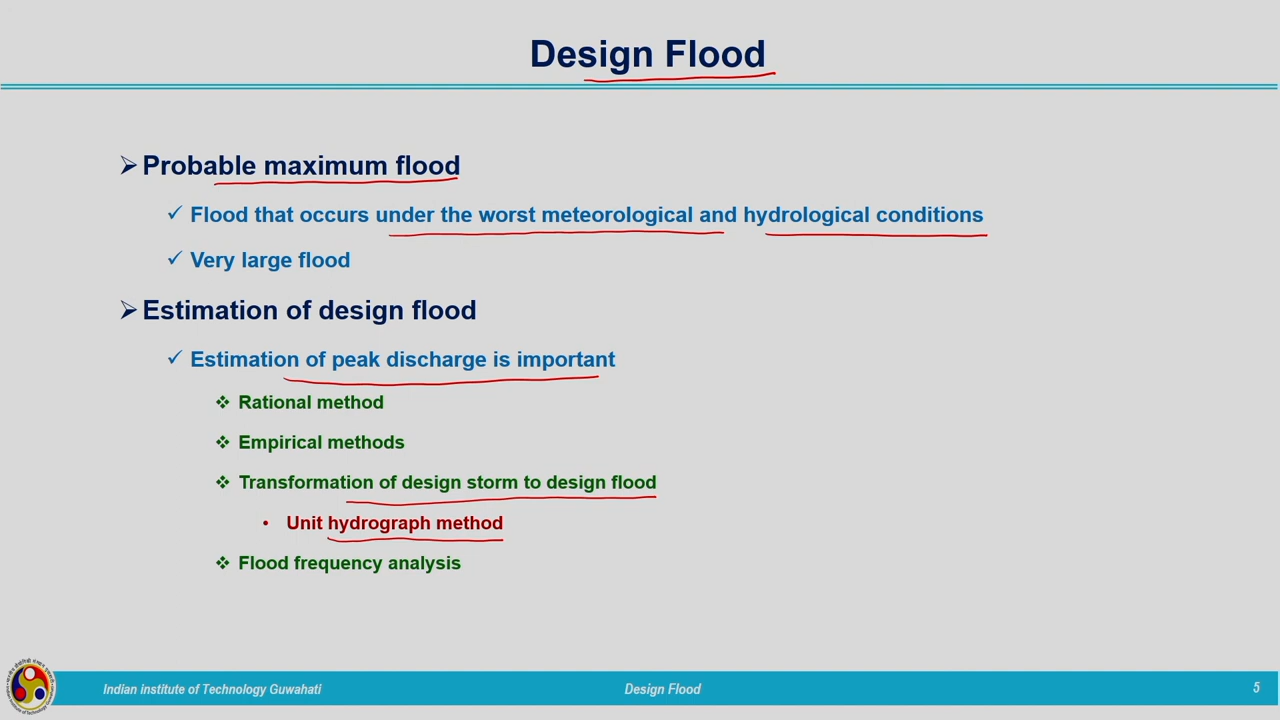 Design Flood
Probable maximum flood
Flood that occurs under the worst meteorological and hydrological conditions
Very large flood
Estimation of design flood
Estimation of peak discharge is important
Rational method
Empirical methods
Transformation of design storm to design flood
Unit hydrograph method
Flood frequency analysis
Indian institute of Technology Guwahati
Design Flood
5